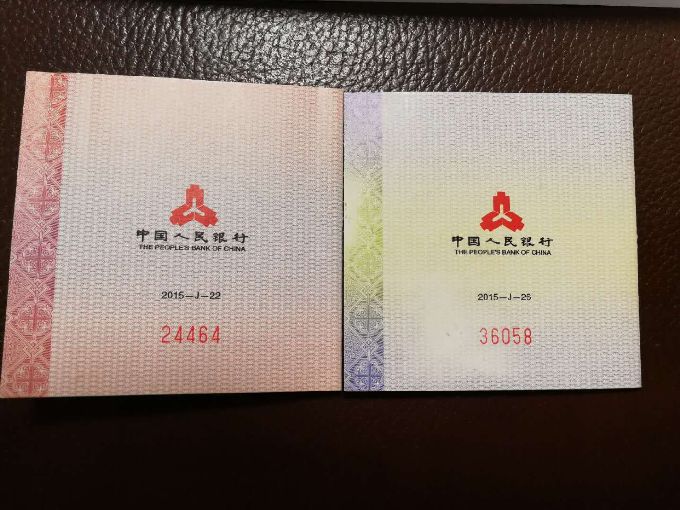 中国人民银行
THE PEOPLE'S BANK OF CHINA
2015—J—22
24464
中国人民银行
THE PEOPLE'S BANK OF CHINA
2015—J—26
36058